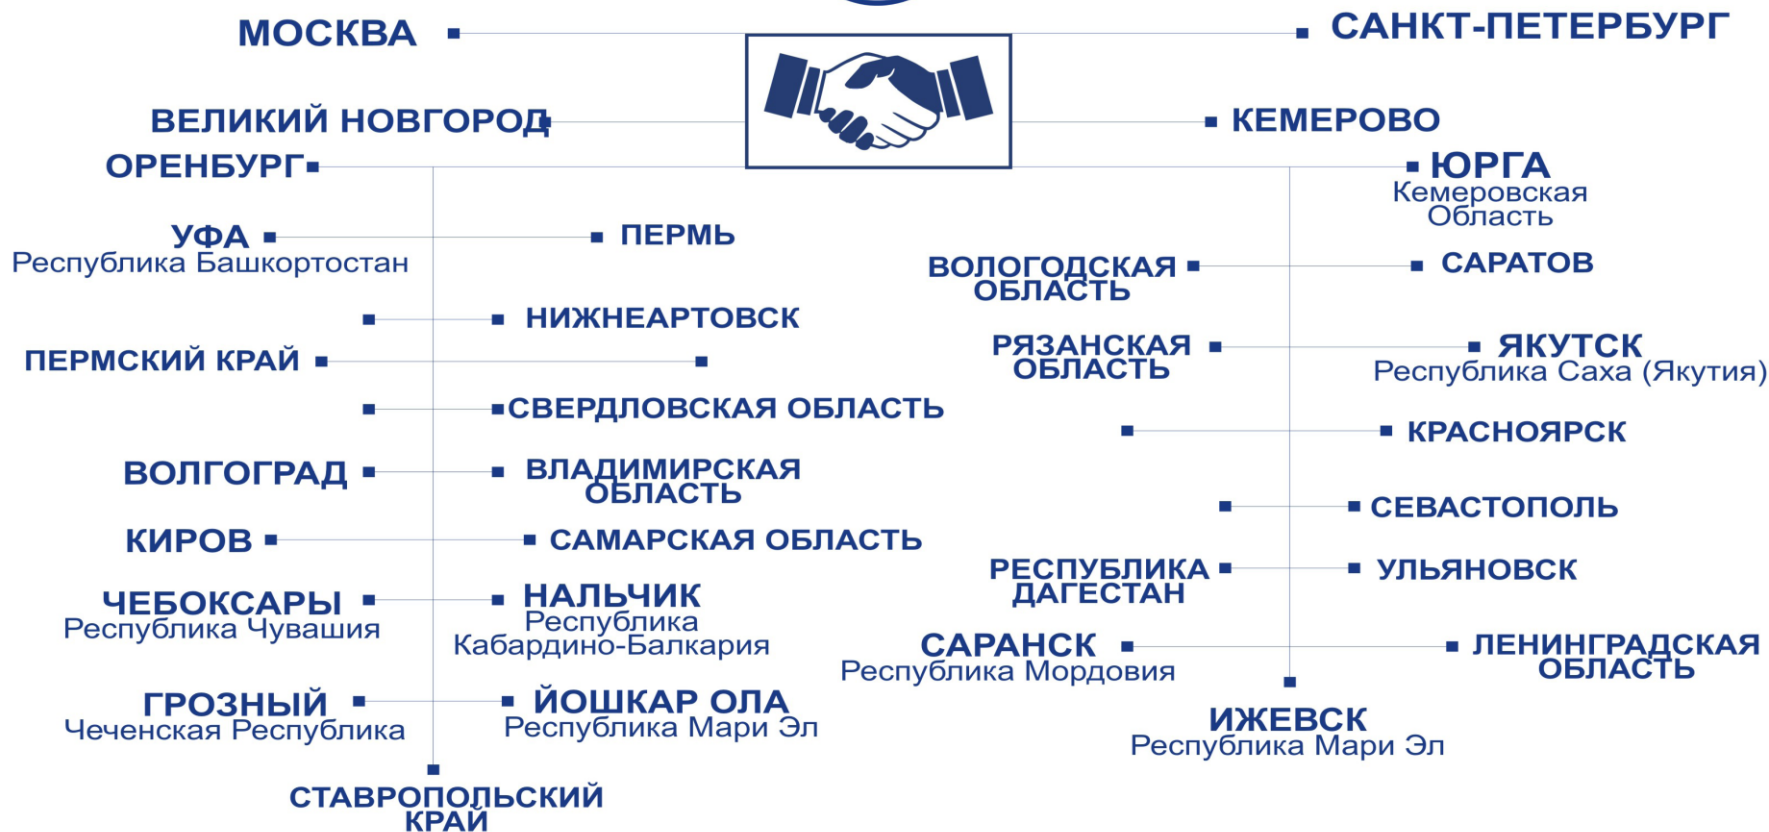 МОСКВА
САНКТ-ПЕТЕРБУРГ
ВЕЛИКИЙ НОВГОРОД
КЕМЕРОВО
ОРЕНБУРГ
ЮРГА
Кемеровская
Область
УФА
Республика Башкортостан
ПЕРМЬ
НИЖНЕАРТОВСК
ПЕРМСКИЙ КРАЙ
СВЕРДЛОВСКАЯ ОБЛАСТЬ
ВОЛГОГРАД
ВЛАДИМИРСКАЯ
ОБЛАСТЬ
КИРОВ
САМАРСКАЯ ОБЛАСТЬ
ЧЕБОКСАРЫ
Республика Чувашия
НАЛЬЧИК
Республика
Кабардино-Балкария
ГРОЗНЫЙ
Чеченская Республика
ЙОШКАР ОЛА
Республика Мари Эл
СТАВРОПОЛЬСКИЙ
КРАЙ
ВОЛОГОДСКАЯ
ОБЛАСТЬ
САРАТОВ
РЯЗАНСКАЯ
ОБЛАСТЬ
ЯКУТСК
Республика Саха (Якутия)
КРАСНОЯРСК
СЕВАСТОПОЛЬ
РЕСПУБЛИКА
ДАГЕСТАН
УЛЬЯНОВСК
САРАНСК
Республика Мордовия
ЛЕНИНГРАДСКАЯ
ОБЛАСТЬ
ИЖЕВСК
Республика Мари Эл